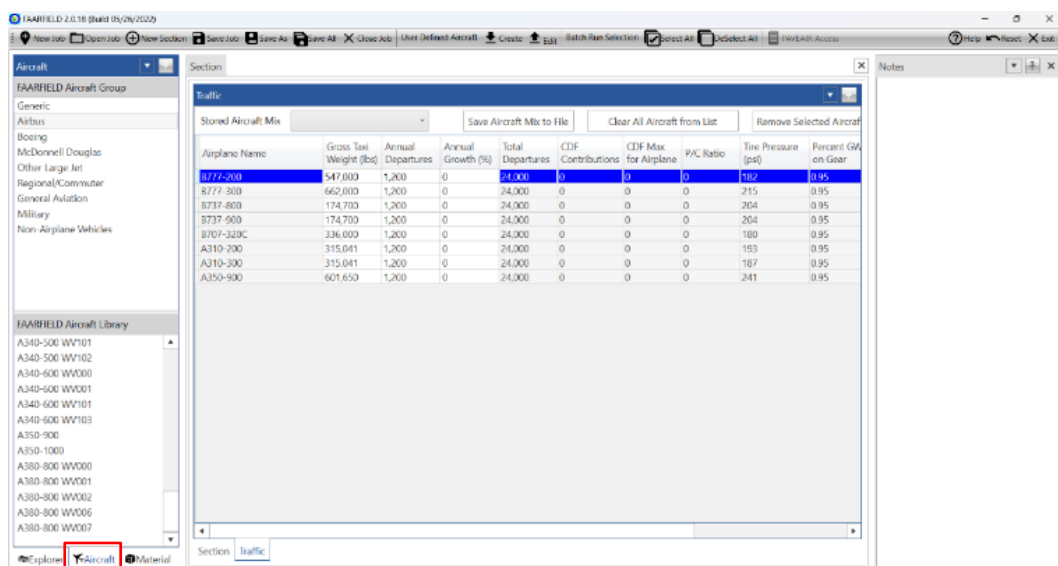 FAARFIELD 2.0.18 (Build 05/26/2022)
New Job Open Job New Section Save Job Save As Save All Close Job User Defined Aircraft Create Edit Batch Run Selection Select All DeSelect All PAVEAIR Access Help Reset Exit
Aircraft
FAARFIELD Aircraft Group
Generic
Airbus
Boeing
McDonnell Douglas
Other Large Jet
Regional/Commuter
General Aviation
Military
Non-Airplane Vehicles
FAARFIELD Aircraft Library
A340-500 WV101
A340-500 WV102
A340-600 WV000
A340-600 WV001
A340-600 WV101
A340-600 WV103
A350-900
A350-1000
A380-800 WV000
A380-800 WV001
A380-800 WV002
A380-800 WV006
A380-800 WV007
Explorer Aircraft Material
Section
Traffic
Stored Aircraft Mix Save Aircraft Mix to File Clear All Aircraft from List Remove Selected Aircraf
Airplane Name Gross Taxi Weight (lbs) Annual Departures Annual Growth (%) Total Departures CDF Contributions CDF Max for Airplane P/C Ratio Tire Pressure (psi) Percent GW on Gear
B777-200 547,000 1,200 0 24,000 0 0 0 182 0.95
B777-300 662,000 1,200 0 24,000 0 0 0 215 0.95
B737-800 174,700 1,200 0 24,000 0 0 0 204 0.95
B737-900 174,700 1,200 0 24,000 0 0 0 204 0.95
B707-320C 336,000 1,200 0 24,000 0 0 0 180 0.95
A310-200 315,041 1,200 0 24,000 0 0 0 193 0.95
A310-300 315,041 1,200 0 24,000 0 0 0 187 0.95
A350-900 601,650 1,200 0 24,000 0 0 0 241 0.95
Section Traffic
Notes